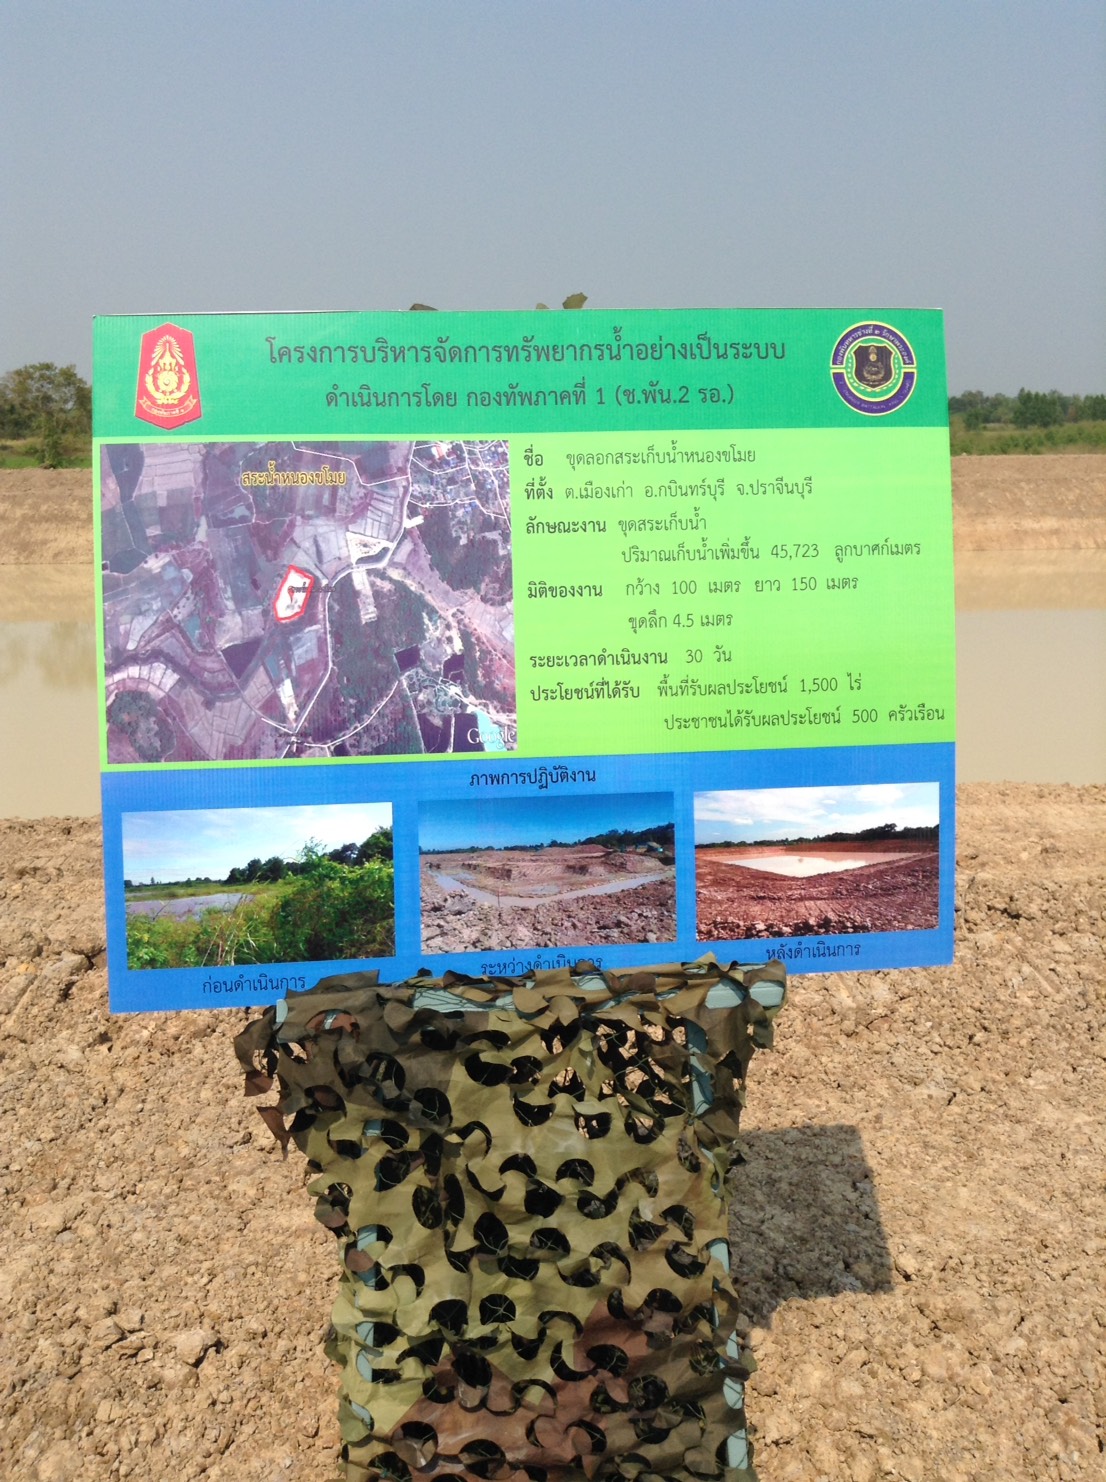 โครงการบริหารจัดการทรัพยากรน้ำอย่างเป็นระบบ
ดำเนินการโดย กองทัพภาคที่ 1 (ช.พัน.2 รอ.)
สระน้ำหนองขโมย
Google
ชื่อ ขุดลอกสระเก็บน้ำหนองขโมย
ที่ตั้ง ต.เมืองเก่า อ.กบินทร์บุรี จ.ปราจีนบุรี
ลักษณะงาน ขุดสระเก็บน้ำ
ปริมาณเก็บน้ำเพิ่มขึ้น 45,723 ลูกบาศก์เมตร
มิติของงาน กว้าง 100 เมตร ยาว 150 เมตร
ขุดลึก 4.5 เมตร
ระยะเวลาดำเนินงาน 30 วัน
ประโยชน์ที่ได้รับ พื้นที่รับผลประโยชน์ 1,500 ไร่
ประชาชนได้รับผลประโยชน์ 500 ครัวเรือน
ภาพการปฏิบัติงาน
ก่อนดำเนินการ
ระหว่างดำเนินการ
หลังดำเนินการ